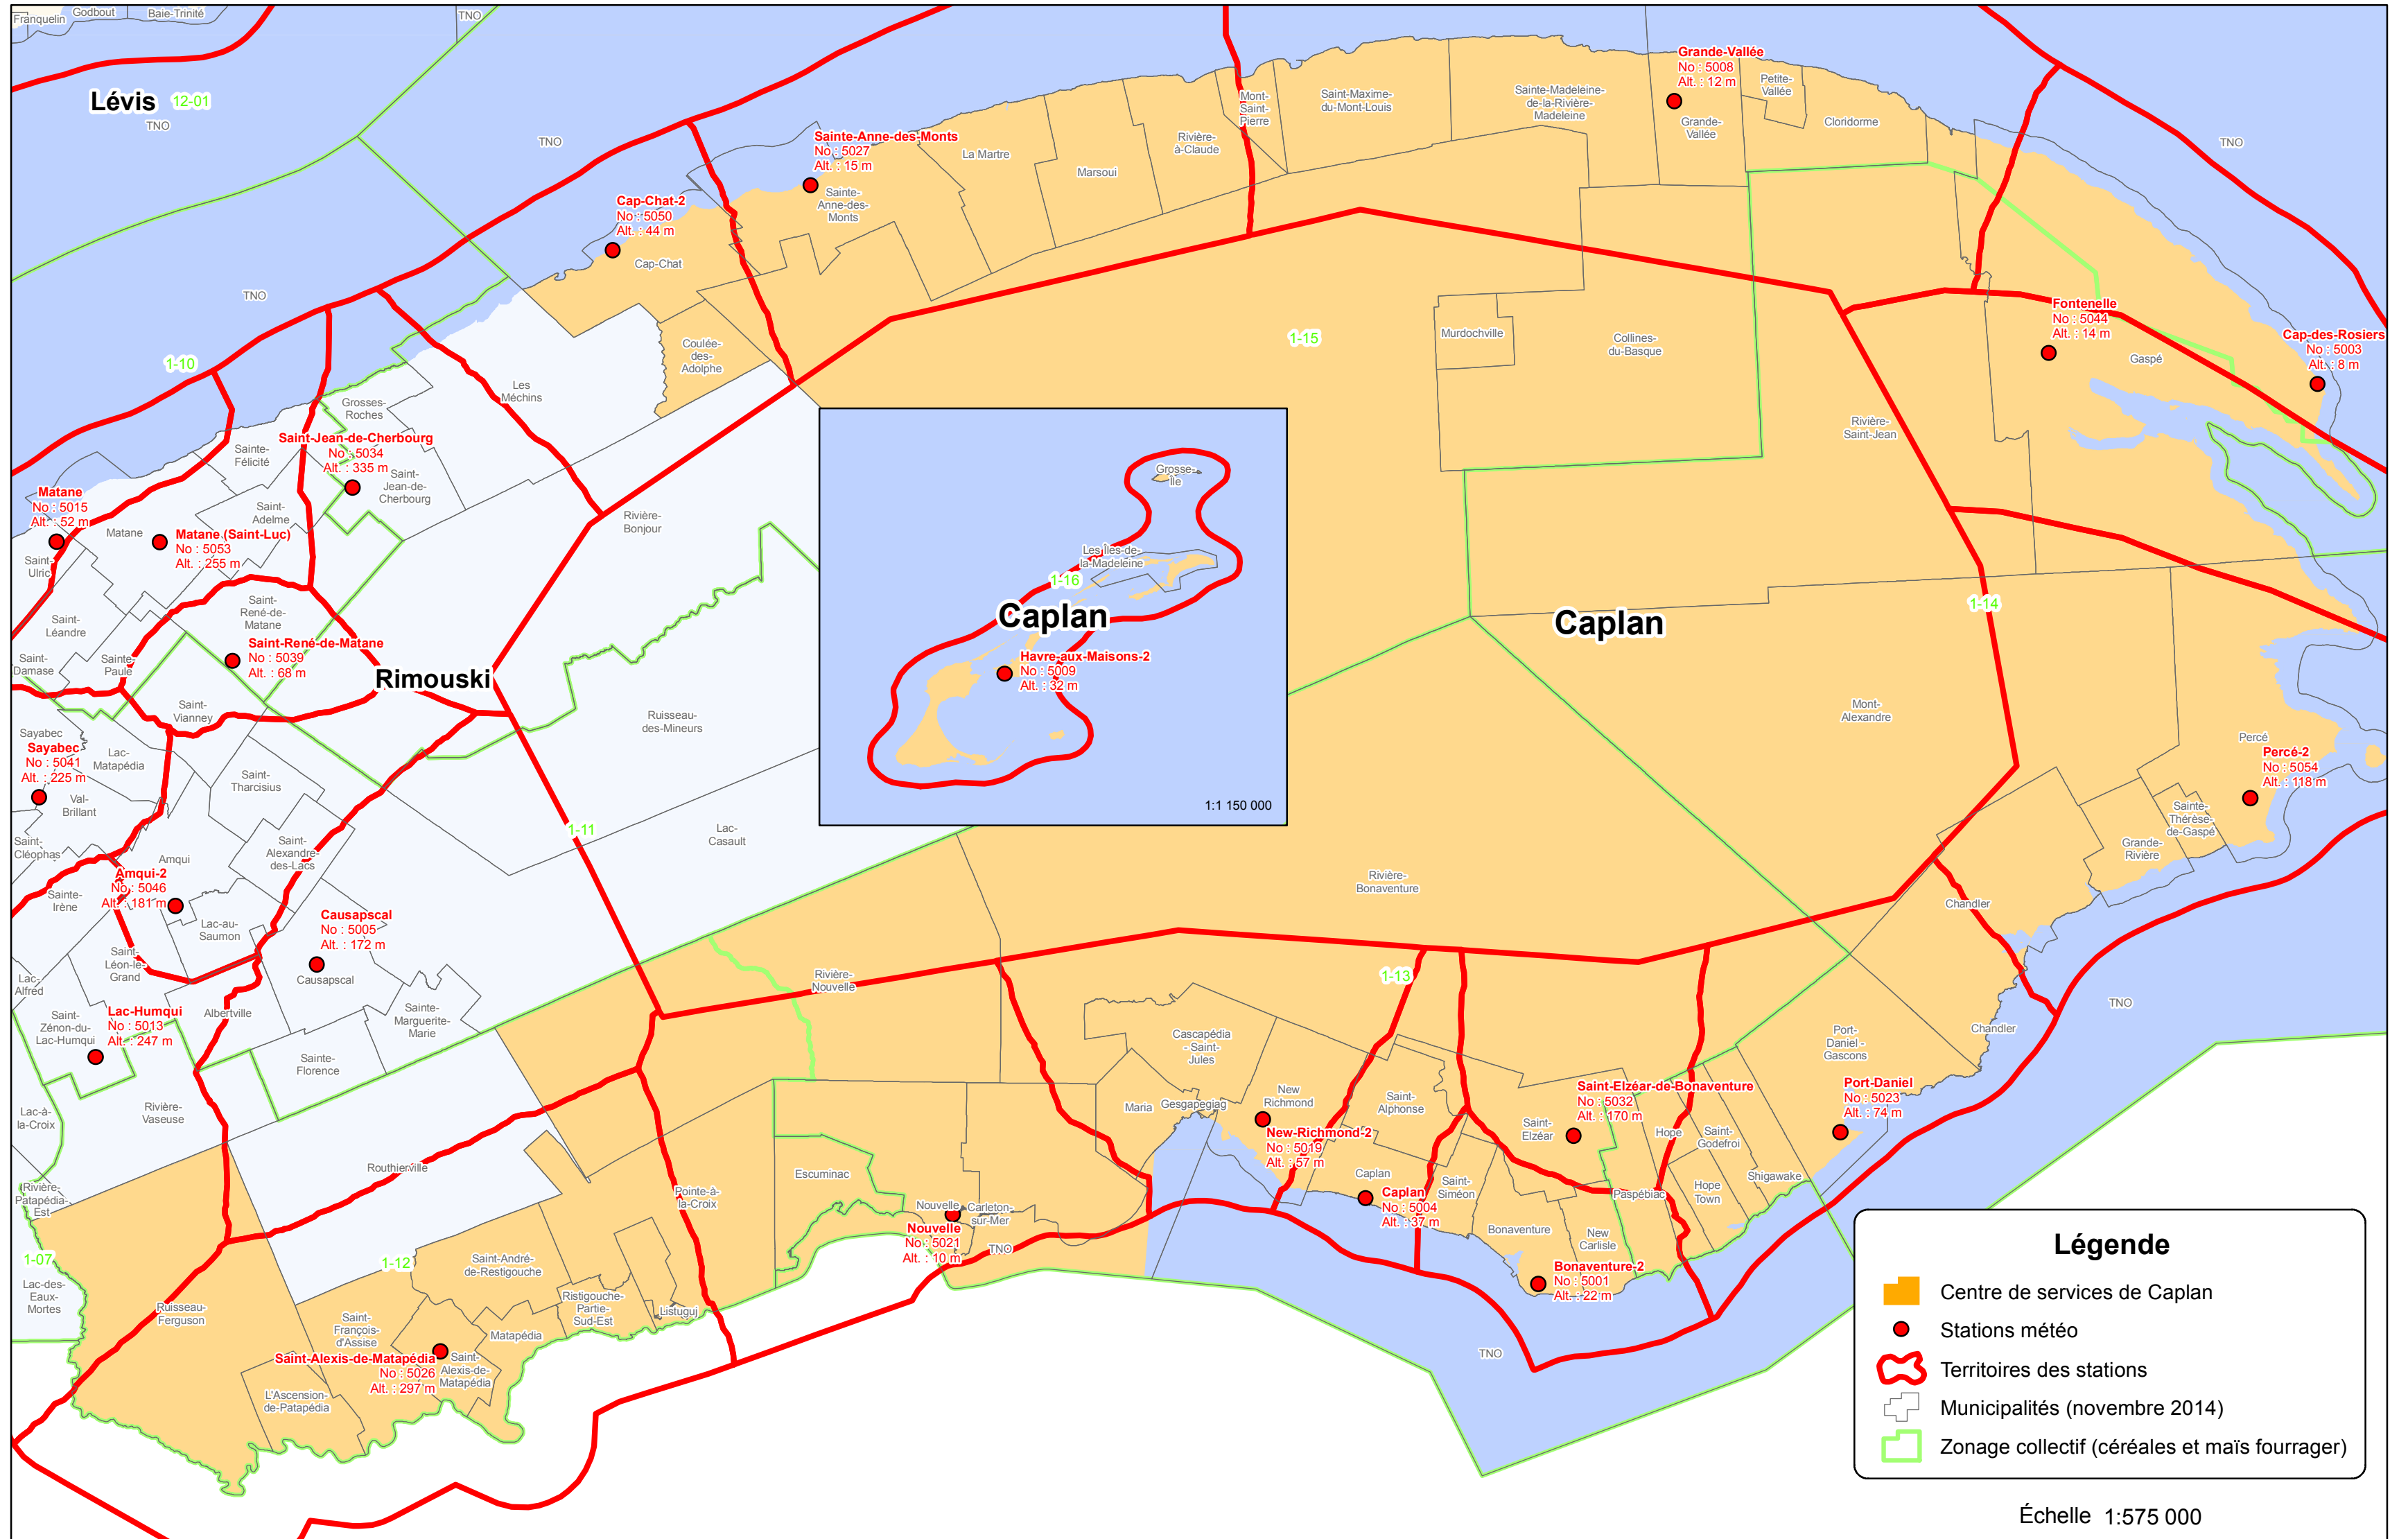 Franquelin
Godbout
Baie-Trinité
TNO
Lévis
12-01
TNO
TNO
TNO
TNO
1-10
Grande-Vallée
No : 5008
Alt. : 12 m
Petite-
Vallée
Grande-
Vallée
Cloridorme
Sainte-Madeleine-
de-la-Rivière-
Madeleine
Saint-Maxime-
du-Mont-Louis
Mont-
Saint-
Pierre
Rivière-
à-Claude
Marsoui
La Martre
Sainte-Anne-des-Monts
No : 5027
Alt. : 15 m
Sainte-
Anne-des-
Monts
Cap-Chat-2
No : 5050
Alt. : 44 m
Cap-Chat
Coulée-
des-
Adolphe
Les
Méchins
Grosses-
Roches
Sainte-
Félicité
Saint-Jean-de-Cherbourg
No : 5034
Alt. : 335 m
Saint-
Jean-de-
Cherbourg
Saint-
Adelme
Matane
No : 5015
Alt. : 52 m
Matane
Matane (Saint-Luc)
No : 5053
Alt. : 255 m
Saint-
Ulric
Saint-
Léandre
Saint-
Damase
Sainte-
Paule
Saint-
René-de-
Matane
Saint-René-de-Matane
No : 5039
Alt. : 68 m
Rimouski
Saint-
Vianney
Rivière-
Bonjour
Ruisseau-
des-Mineurs
Lac-
Casault
1-11
Sayabec
Sayabec
No : 5041
Alt. : 225 m
Lac-
Matapédia
Val-
Brillant
Saint-
Tharcisius
Saint-
Cléophas
Saint-
Alexandre-
des-Lacs
Amqui
Amqui-2
No : 5046
Alt. : 181 m
Sainte-
Irène
Lac-au-
Saumon
Causapscal
No : 5005
Alt. : 172 m
Causapscal
Saint-
Léon-le-
Grand
Lac-
Alfred
Saint-
Zénon-du-
Lac-Humqui
Lac-Humqui
No : 5013
Alt. : 247 m
Albertville
Sainte-
Marguerite-
Marie
Sainte-
Florence
Lac-à-
la-Croix
Rivière-
Vaseuse
Routhierville
Rivière-
Patapédia-
Est
1-07
Lac-des-
Eaux-
Mortes
Ruisseau-
Ferguson
1-12
Saint-André-
de-Restigouche
Saint-
François-
d'Assise
Ristigouche-
Partie-
Sud-Est
Matapédia
Listuguj
Saint-Alexis-de-Matapédia
No : 5026
Alt. : 297 m
Saint-
Alexis-de-
Matapédia
L'Ascension-
de-Patapédia
Pointe-à-
la-Croix
1-15
Murdochville
Collines-
du-Basque
Rivière-
Saint-Jean
Fontenelle
No : 5044
Alt. : 14 m
Gaspé
Cap-des-Rosiers
No : 5003
Alt. : 8 m
Grosse-
Île
Les Îles-de-
la-Madeleine
1-16
Caplan
Havre-aux-Maisons-2
No : 5009
Alt. : 32 m
1:1 150 000
Caplan
1-14
Mont-
Alexandre
Percé
Percé-2
No : 5054
Alt. : 118 m
Sainte-
Thérèse-
de-Gaspé
Grande-
Rivière
Chandler
Chandler
TNO
Rivière-
Bonaventure
Rivière-
Nouvelle
1-13
Cascapédia
- Saint-
Jules
Maria
Gesgapegiag
New
Richmond
New-Richmond-2
No : 5019
Alt. : 57 m
Saint-
Alphonse
Caplan
Caplan
No : 5004
Alt. : 37 m
Saint-
Siméon
Saint-
Elzéar
Saint-Elzéar-de-Bonaventure
No : 5032
Alt. : 170 m
Hope
Saint-
Godefroi
Hope
Town
Shigawake
Paspébiac
Bonaventure
New
Carlisle
Bonaventure-2
No : 5001
Alt. : 22 m
Port-
Daniel -
Gascons
Port-Daniel
No : 5023
Alt. : 74 m
Escuminac
Nouvelle
Nouvelle
No : 5021
Alt. : 10 m
Carleton-
sur-Mer
TNO
TNO
Légende
Centre de services de Caplan
Stations météo
Territoires des stations
Municipalités (novembre 2014)
Zonage collectif (céréales et maïs fourrager)
Échelle 1:575 000